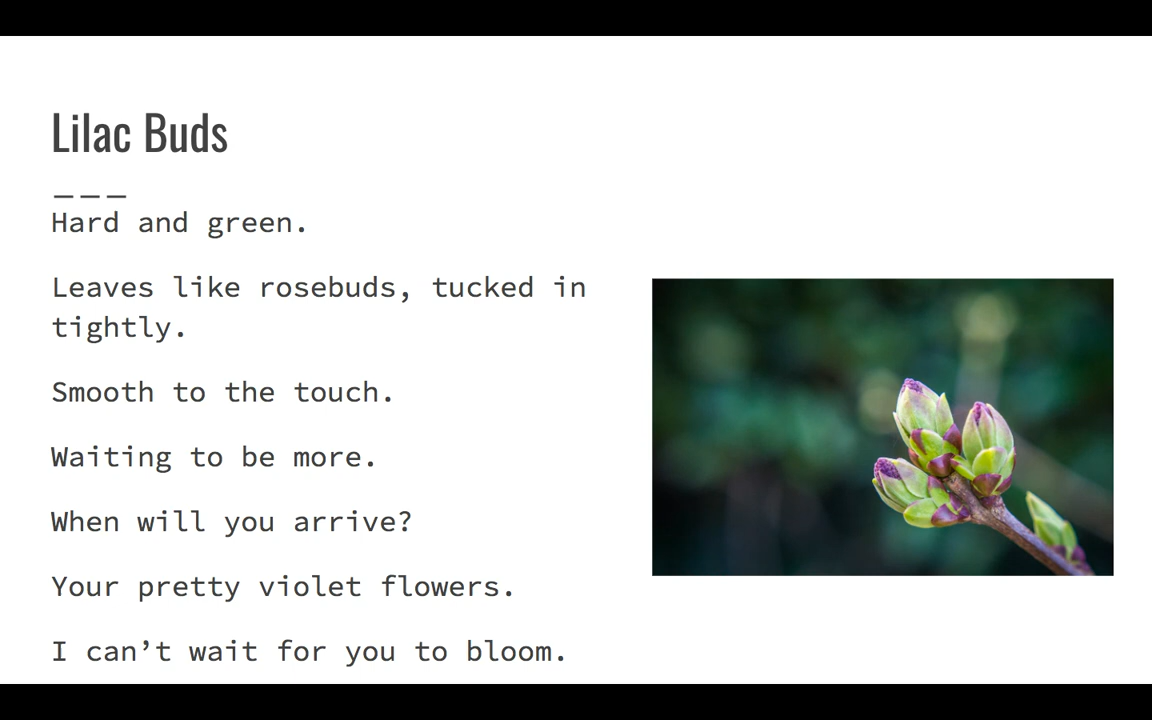 Lilac Buds
Hard and green.
Leaves like rosebuds, tucked in
tightly.
Smooth to the touch.
Waiting to be more.
When will you arrive?
Your pretty violet flowers.
I can’t wait for you to bloom.